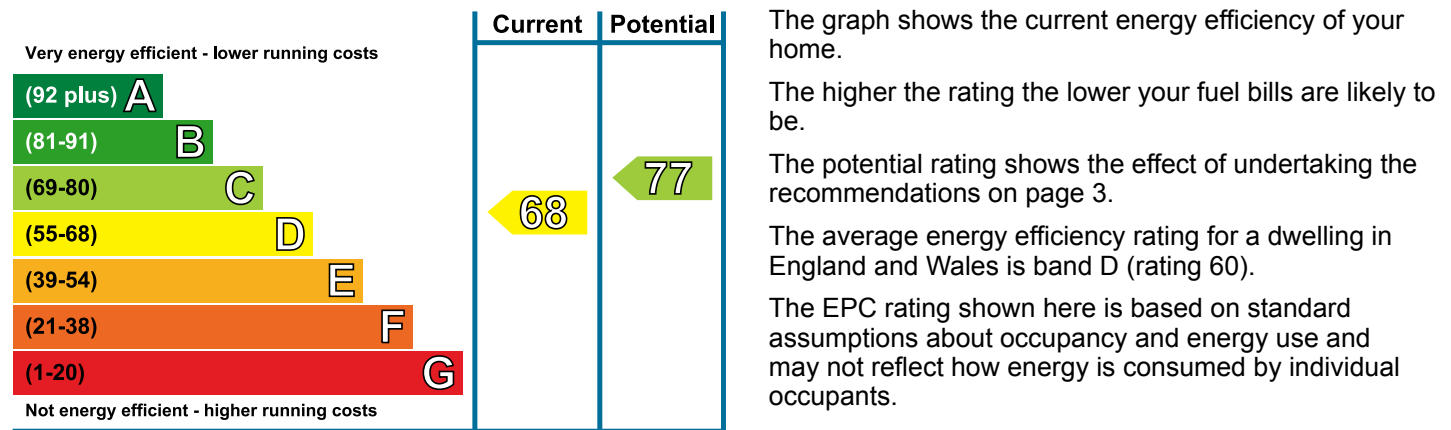 Current Potential
Very energy efficient - lower running costs
(92 plus) A
(81-91) B
(69-80) C
77
(55-68) D
68
(39-54) E
(21-38) F
(1-20) G
Not energy efficient - higher running costs
The graph shows the current energy efficiency of your
home.
The higher the rating the lower your fuel bills are likely to
be.
The potential rating shows the effect of undertaking the
recommendations on page 3.
The average energy efficiency rating for a dwelling in
England and Wales is band D (rating 60).
The EPC rating shown here is based on standard
assumptions about occupancy and energy use and
may not reflect how energy is consumed by individual
occupants.